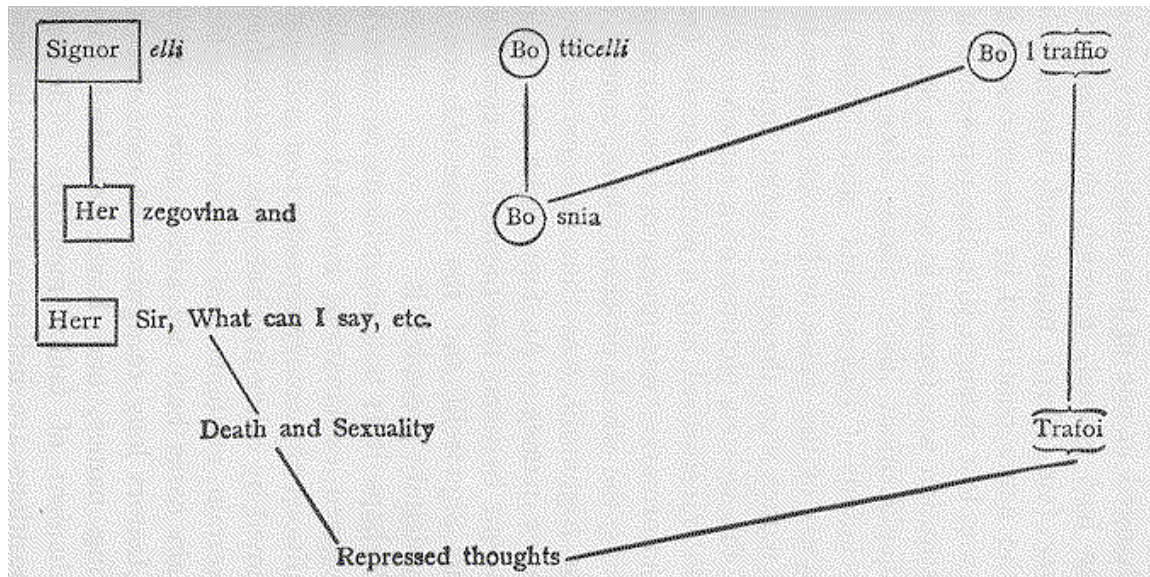 Signor elli Bo tticelli Bo l traffio
Her zegovina and Bo snia
Herr Sir, What can I say, etc.
Death and Sexuality Trafoi
Repressed thoughts